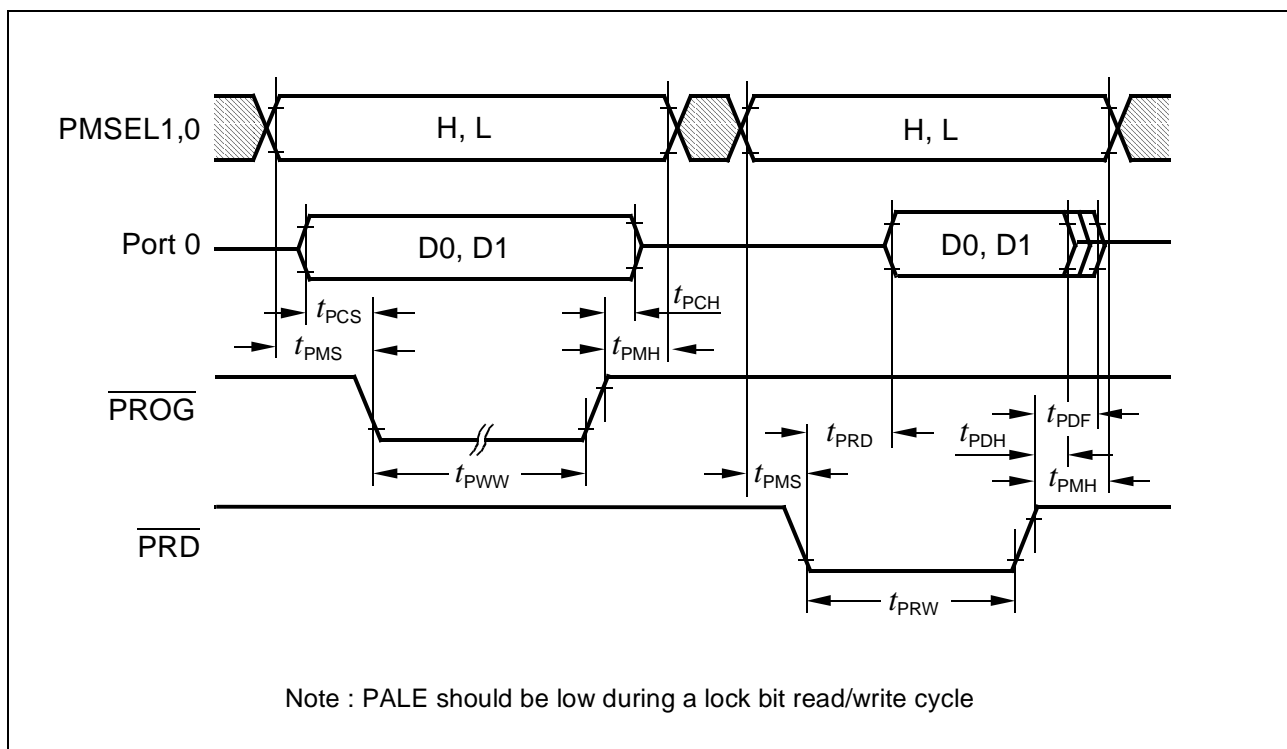 PMSEL1,0
H, L
H, L
Port 0
D0, D1
D0, D1
tPCS
tPCH
tPMS
tPMH
PROG
tPRD
tPDH
tPDF
tPWW
tPMS
tPMH
PRD
tPRW
Note : PALE should be low during a lock bit read/write cycle